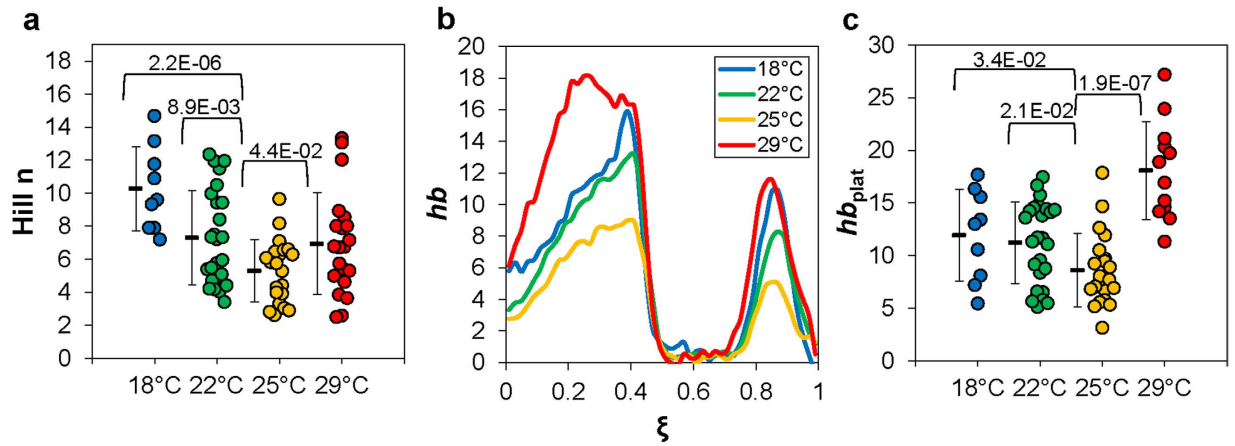 a
Hill n
18
16
14
12
10
8
6
4
2
0
2.2E-06
8.9E-03
4.4E-02
18°C 22°C 25°C 29°C
b
hb
20
18
16
14
12
10
8
6
4
2
0
18°C
22°C
25°C
29°C
0 0.2 0.4 0.6 0.8 1
ξ
c
hbplat
30
25
20
15
10
5
0
3.4E-02
1.9E-07
2.1E-02
18°C 22°C 25°C 29°C